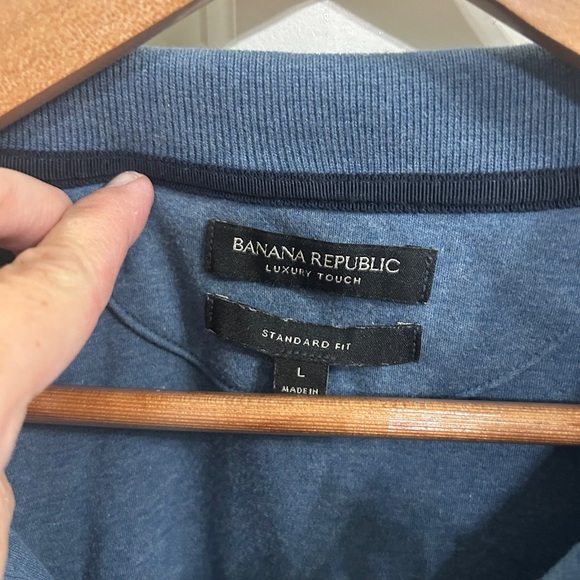 BANANA REPUBLIC
LUXURY TOUCH
STANDARD FIT
L
MADE IN